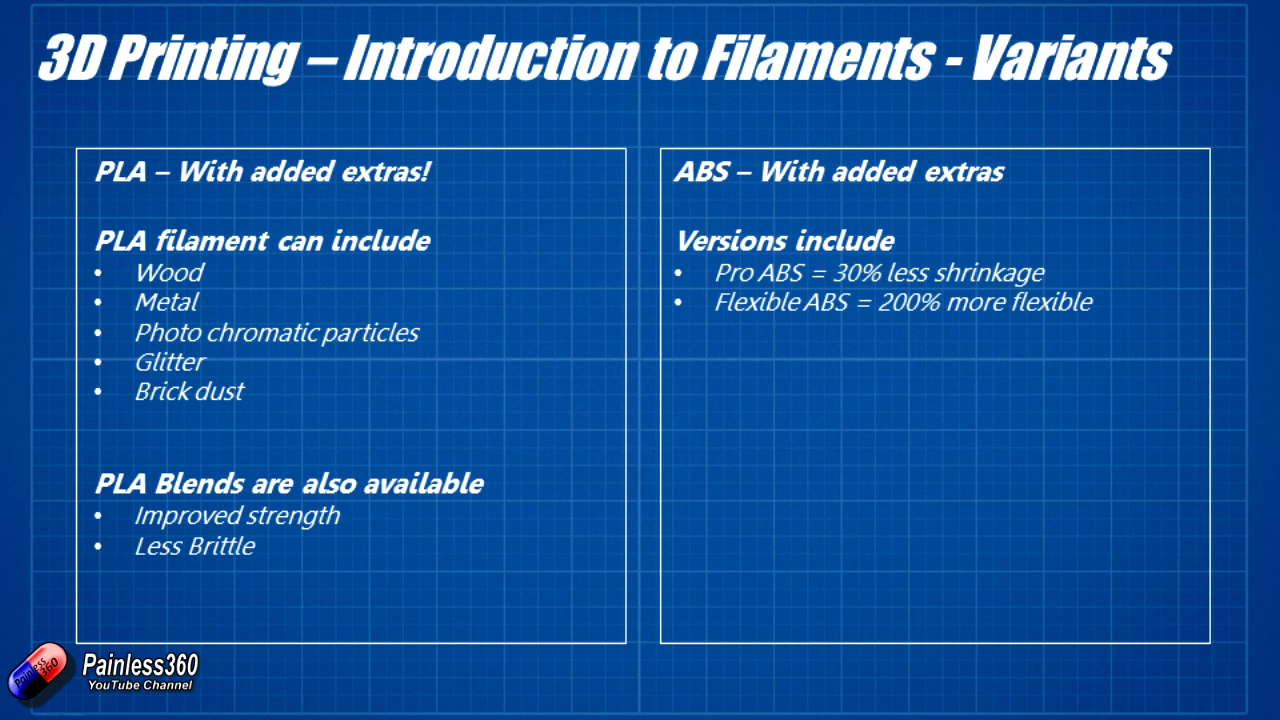 3D Printing – Introduction to Filaments - Variants
PLA – With added extras!
PLA filament can include
• Wood
• Metal
• Photo chromatic particles
• Glitter
• Brick dust
PLA Blends are also available
• Improved strength
• Less Brittle
ABS – With added extras
Versions include
• Pro ABS = 30% less shrinkage
• Flexible ABS = 200% more flexible
Painless360
Painless360
YouTube Channel